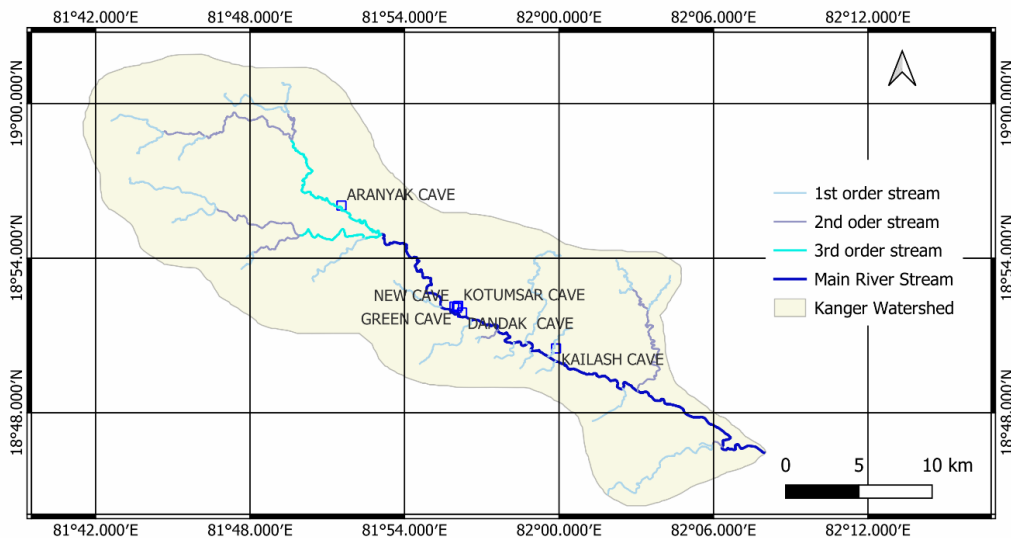 81°42.000′E 81°48.000′E 81°54.000′E 82°00.000′E 82°06.000′E 82°12.000′E
19°00.000′N
19°00.000′N
ARANYAK CAVE
1st order stream
2nd oder stream
3rd order stream
Main River Stream
Kanger Watershed
18°54.000′N
18°54.000′N
NEW CAVE
KOTUMSAR CAVE
GREEN CAVE
DANDAK CAVE
KAILASH CAVE
18°48.000′N
18°48.000′N
0 5 10 km
81°42.000′E 81°48.000′E 81°54.000′E 82°00.000′E 82°06.000′E 82°12.000′E